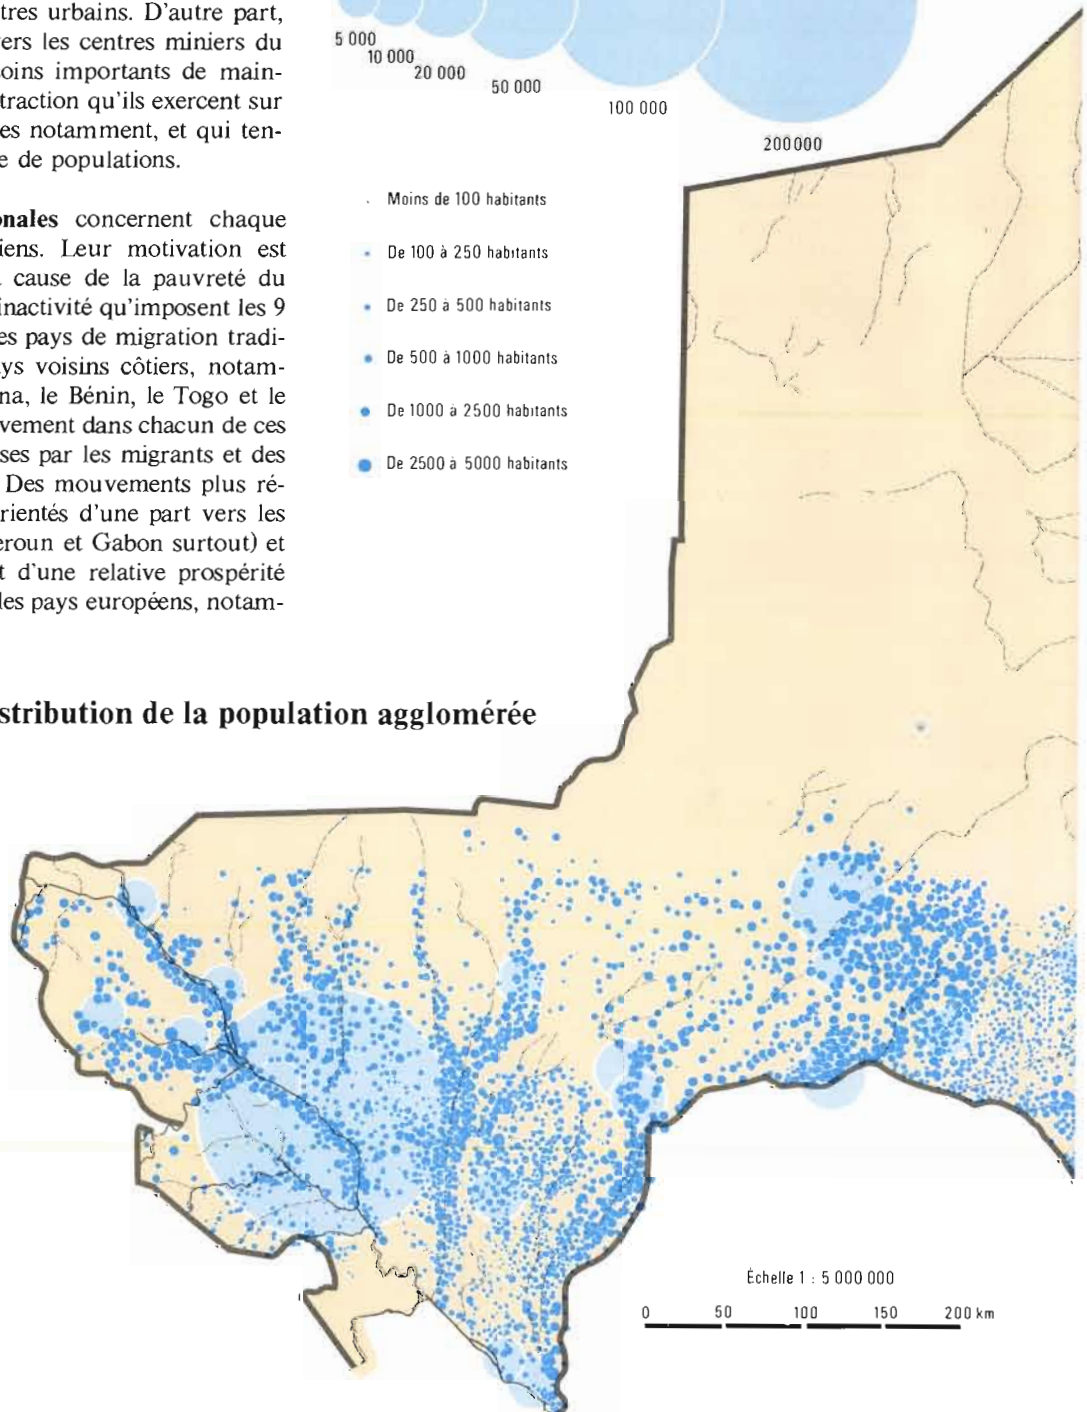 tres urbains. D'autre part,
ers les centres miniers du
oins importants de main-
traction qu'ils exercent sur
es notamment, et qui ten-
e de populations.
onales concernent chaque
iens. Leur motivation est
cause de la pauvreté du
inactivité qu'imposent les 9
es pays de migration tradi-
ys voisins côtiers, notam-
na, le Bénin, le Togo et le
vement dans chacun de ces
ses par les migrants et des
Des mouvements plus ré-
rientés d'une part vers les
eroun et Gabon surtout) et
t d'une relative prospérité
les pays européens, notam-
5 000
10 000
20 000
50 000
100 000
200 000
Moins de 100 habitants
De 100 à 250 habitants
De 250 à 500 habitants
De 500 à 1000 habitants
De 1000 à 2500 habitants
De 2500 à 5000 habitants
stribution de la population agglomérée
Échelle 1 : 5 000 000
0 50 100 150 200 km